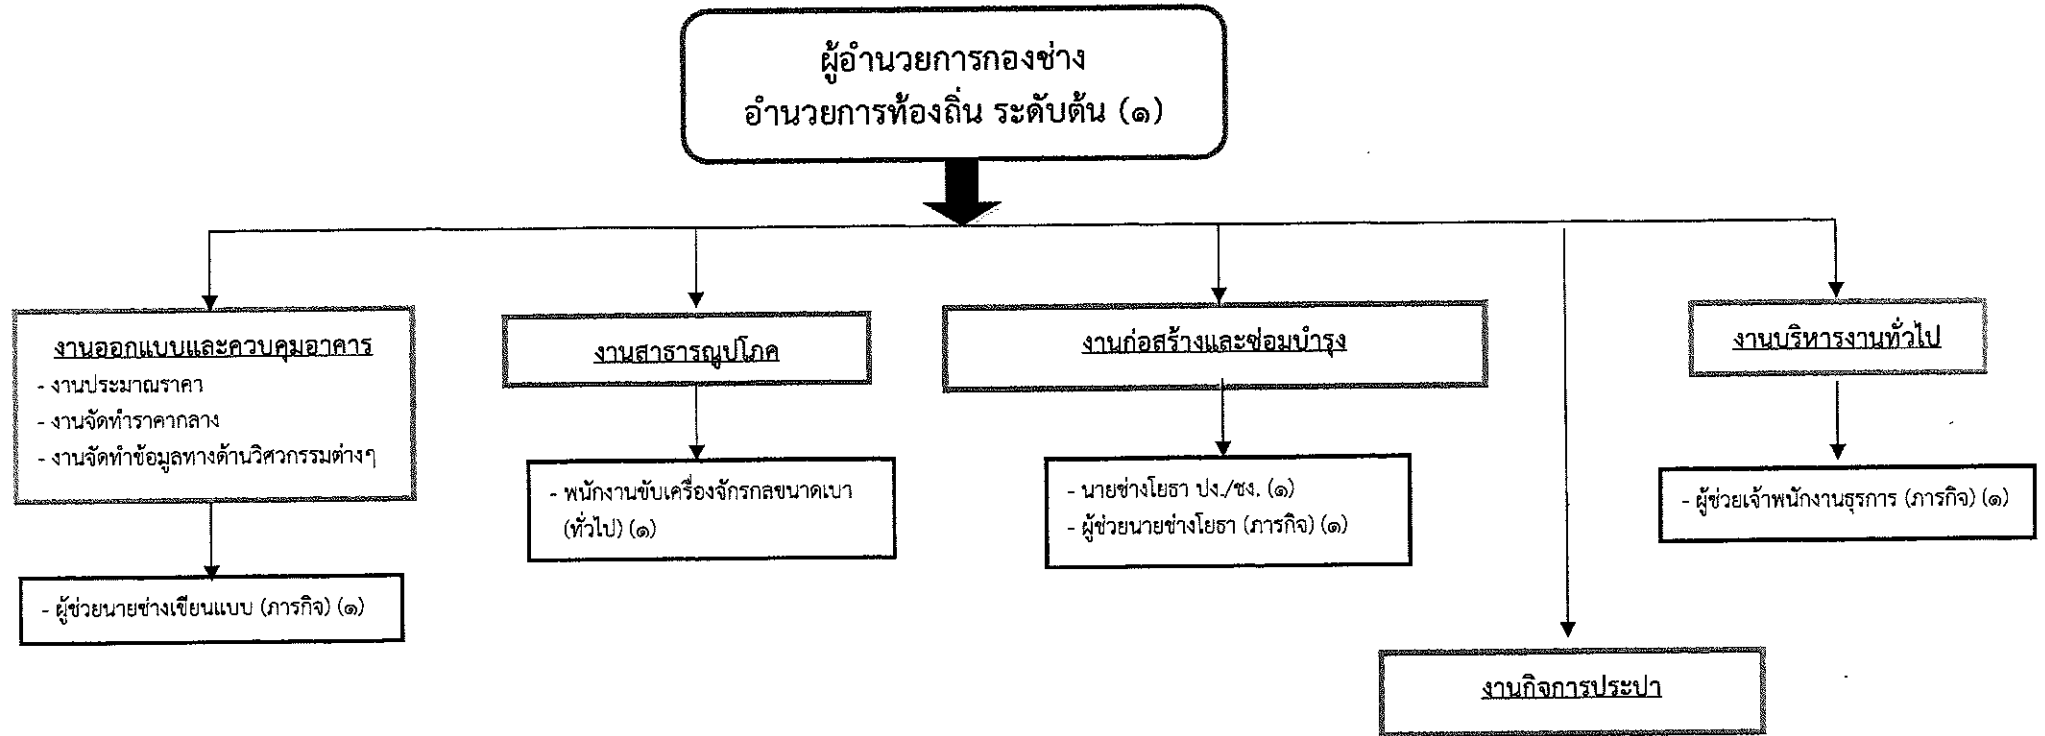 ผู้อำนวยการกองช่าง
อำนวยการท้องถิ่น ระดับต้น (๑)
งานออกแบบและควบคุมอาคาร
- งานประมาณราคา
- งานจัดทำราคากลาง
- งานจัดทำข้อมูลทางด้านวิศวกรรมต่างๆ
- ผู้ช่วยนายช่างเขียนแบบ (ภารกิจ) (๑)
งานสาธารณูปโภค
- พนักงานขับเครื่องจักรกลขนาดเบา
(ทั่วไป) (๑)
งานก่อสร้างและซ่อมบำรุง
- นายช่างโยธา ปง./ชง. (๑)
- ผู้ช่วยนายช่างโยธา (ภารกิจ) (๑)
งานกิจการประปา
งานบริหารงานทั่วไป
- ผู้ช่วยเจ้าพนักงานธุรการ (ภารกิจ) (๑)